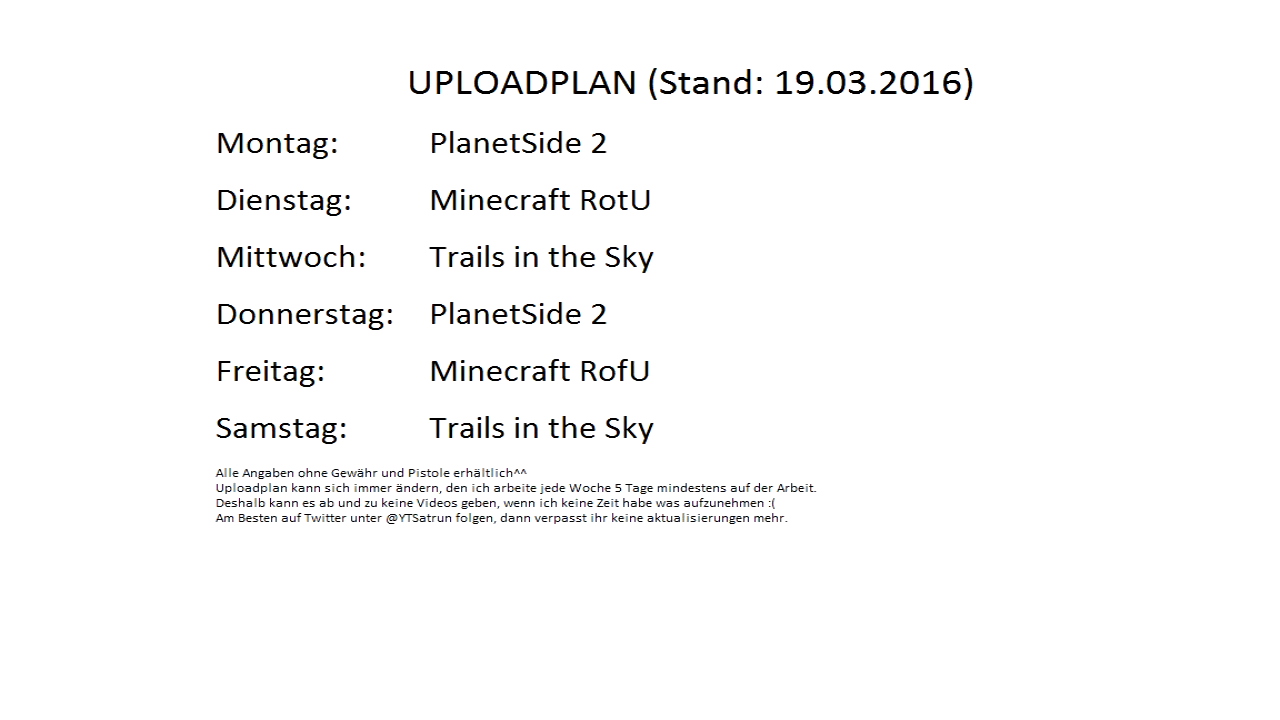 UPLOADPLAN (Stand: 19.03.2016)
Montag: PlanetSide 2
Dienstag: Minecraft RotU
Mittwoch: Trails in the Sky
Donnerstag: PlanetSide 2
Freitag: Minecraft RofU
Samstag: Trails in the Sky
Alle Angaben ohne Gewähr und Pistole erhältlich^^
Uploadplan kann sich immer ändern, den ich arbeite jede Woche 5 Tage mindestens auf der Arbeit.
Deshalb kann es ab und zu keine Videos geben, wenn ich keine Zeit habe was aufzunehmen :(
Am Besten auf Twitter unter @YTSatrun folgen, dann verpasst ihr keine aktualisierungen mehr.